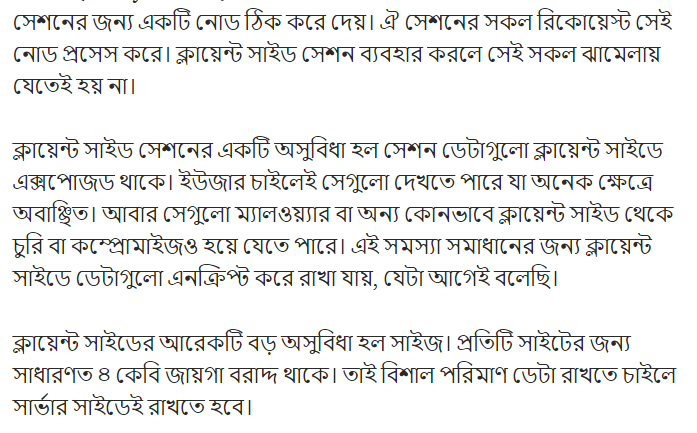 সেশনের জন্য একটি নোড ঠিক করে দেয়। ঐ সেশনের সকল রিকোয়েস্ট সেই
নোড প্রসেস করে। ক্লায়েন্ট সাইড সেশন ব্যবহার করলে সেই সকল ঝামেলায়
যেতেই হয় না।
ক্লায়েন্ট সাইড সেশনের একটি অসুবিধা হল সেশন ডেটাগুলো ক্লায়েন্ট সাইডে
এক্সপোজড থাকে। ইউজার চাইলেই সেগুলো দেখতে পারে যা অনেক ক্ষেত্রে
অবাঞ্ছিত। আবার সেগুলো ম্যালওয়্যার বা অন্য কোনভাবে ক্লায়েন্ট সাইড থেকে
চুরি বা কম্প্রোমাইজও হয়ে যেতে পারে। এই সমস্যা সমাধানের জন্য ক্লায়েন্ট
সাইডে ডেটাগুলো এনক্রিপ্ট করে রাখা যায়, যেটা আগেই বলেছি।
ক্লায়েন্ট সাইডের আরেকটি বড় অসুবিধা হল সাইজ। প্রতিটি সাইটের জন্য
সাধারণত ৪ কেবি জায়গা বরাদ্দ থাকে। তাই বিশাল পরিমাণ ডেটা রাখতে চাইলে
সার্ভার সাইডেই রাখতে হবে।